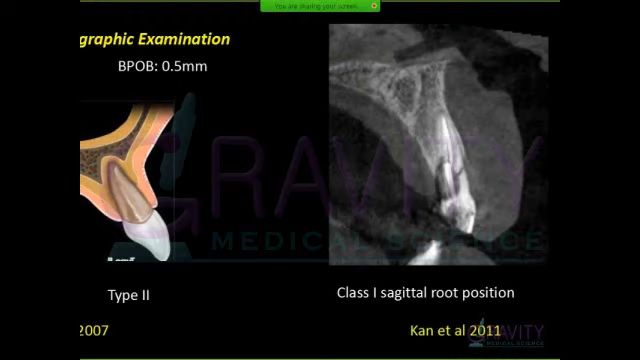 You are sharing your screen.
graphic Examination
BPOB: 0.5mm
RAVITY
MEDICAL SCIENCE
Type II
Class I sagittal root position
2007
Kan et al 2011
GRAVITY
MEDICAL SCIENCE